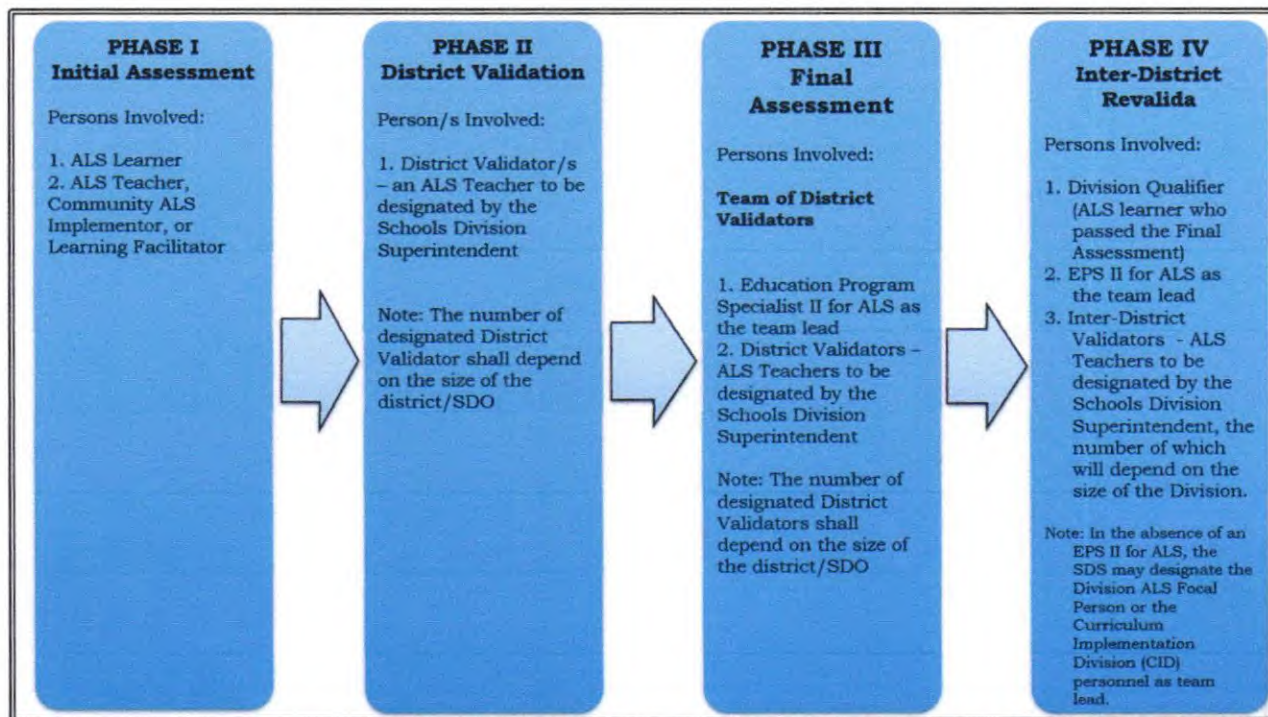 PHASE I
Initial Assessment
Persons Involved:
1. ALS Learner
2. ALS Teacher,
Community ALS
Implementor, or
Learning Facilitator
PHASE II
District Validation
Person/s Involved:
1. District Validator/s
– an ALS Teacher to be
designated by the
Schools Division
Superintendent
Note: The number of
designated District
Validator shall depend
on the size of the
district/SDO
PHASE III
Final
Assessment
Persons Involved:
Team of District
Validators
1. Education Program
Specialist II for ALS as
the team lead
2. District Validators –
ALS Teachers to be
designated by the
Schools Division
Superintendent
Note: The number of
designated District
Validators shall
depend on the size of
the district/SDO
PHASE IV
Inter-District
Revalida
Persons Involved:
1. Division Qualifier
(ALS learner who
passed the Final
Assessment)
2. EPS II for ALS as
the team lead
3. Inter-District
Validators - ALS
Teachers to be
designated by the
Schools Division
Superintendent, the
number of which
will depend on the
size of the Division.
Note: In the absence of an
EPS II for ALS, the
SDS may designate the
Division ALS Focal
Person or the
Curriculum
Implementation
Division (CID)
personnel as team
lead.